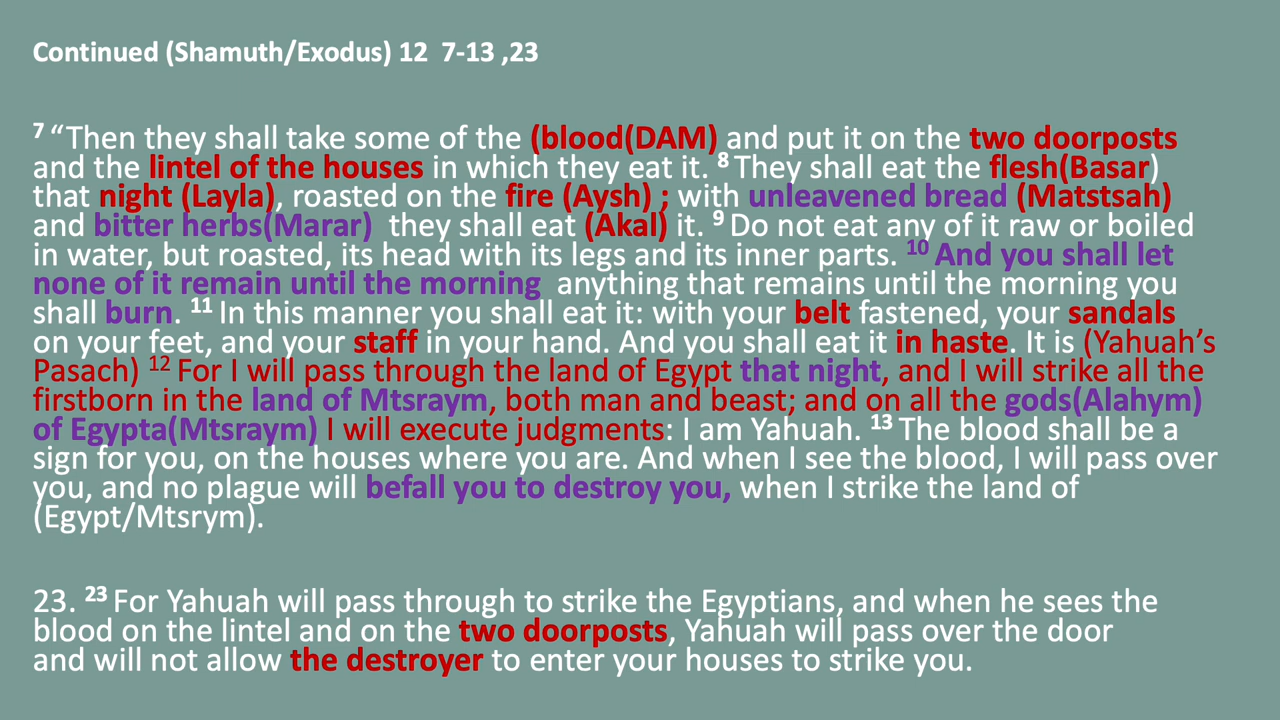 Continued (Shamuth/Exodus) 12  7-13 ,23
7 “Then they shall take some of the (blood(DAM) and put it on the two doorposts
and the lintel of the houses in which they eat it. 8 They shall eat the flesh(Basar)
that night (Layla), roasted on the fire (Aysh) ; with unleavened bread (Matstsah)
and bitter herbs(Marar)  they shall eat (Akal) it. 9 Do not eat any of it raw or boiled
in water, but roasted, its head with its legs and its inner parts. 10 And you shall let
none of it remain until the morning  anything that remains until the morning you
shall burn. 11 In this manner you shall eat it: with your belt fastened, your sandals
on your feet, and your staff in your hand. And you shall eat it in haste. It is (Yahuah’s
Pasach) 12 For I will pass through the land of Egypt that night, and I will strike all the
firstborn in the land of Mtsraym, both man and beast; and on all the gods(Alahym)
of Egypta(Mtsraym) I will execute judgments: I am Yahuah. 13 The blood shall be a
sign for you, on the houses where you are. And when I see the blood, I will pass over
you, and no plague will befall you to destroy you, when I strike the land of
(Egypt/Mtsrym).
23. 23 For Yahuah will pass through to strike the Egyptians, and when he sees the
blood on the lintel and on the two doorposts, Yahuah will pass over the door
and will not allow the destroyer to enter your houses to strike you.